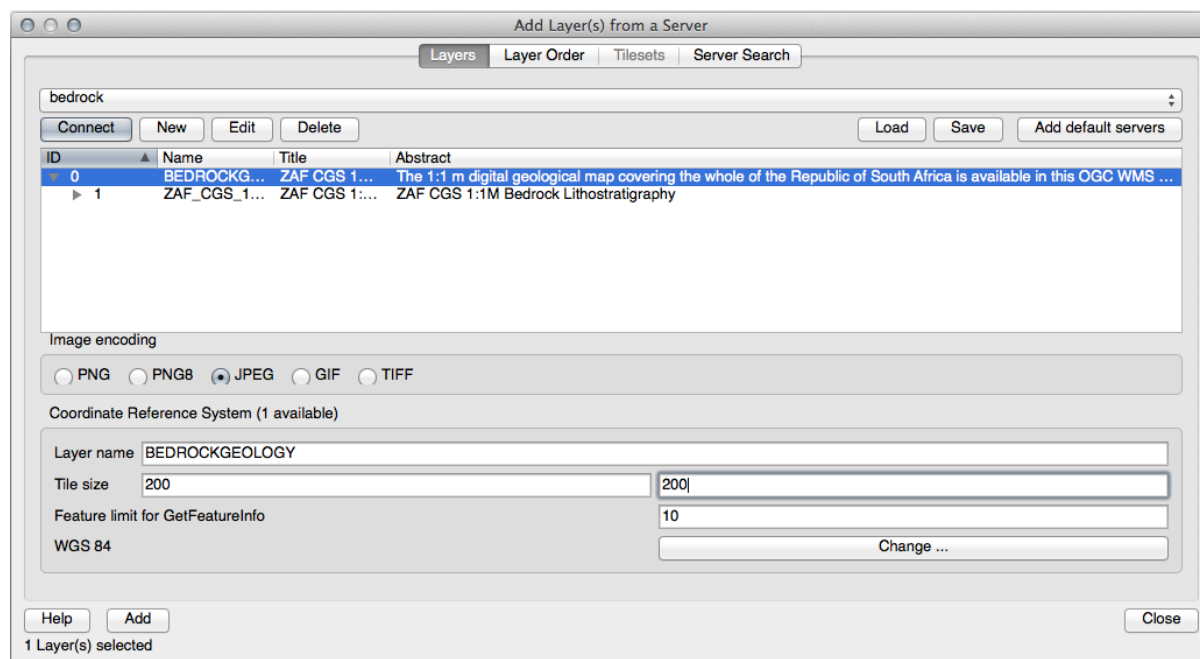 Add Layer(s) from a Server
Layers Layer Order Tilesets Server Search
bedrock
Connect New Edit Delete Load Save Add default servers
ID Name Title Abstract
0 BEDROCKG... ZAF CGS 1... The 1:1 m digital geological map covering the whole of the Republic of South Africa is available in this OGC WMS ...
1 ZAF_CGS_1... ZAF CGS 1:... ZAF CGS 1:1M Bedrock Lithostratigraphy
Image encoding
PNG PNG8 JPEG GIF TIFF
Coordinate Reference System (1 available)
Layer name BEDROCKGEOLOGY
Tile size 200 200
Feature limit for GetFeatureInfo 10
WGS 84 Change ...
Help Add Close
1 Layer(s) selected